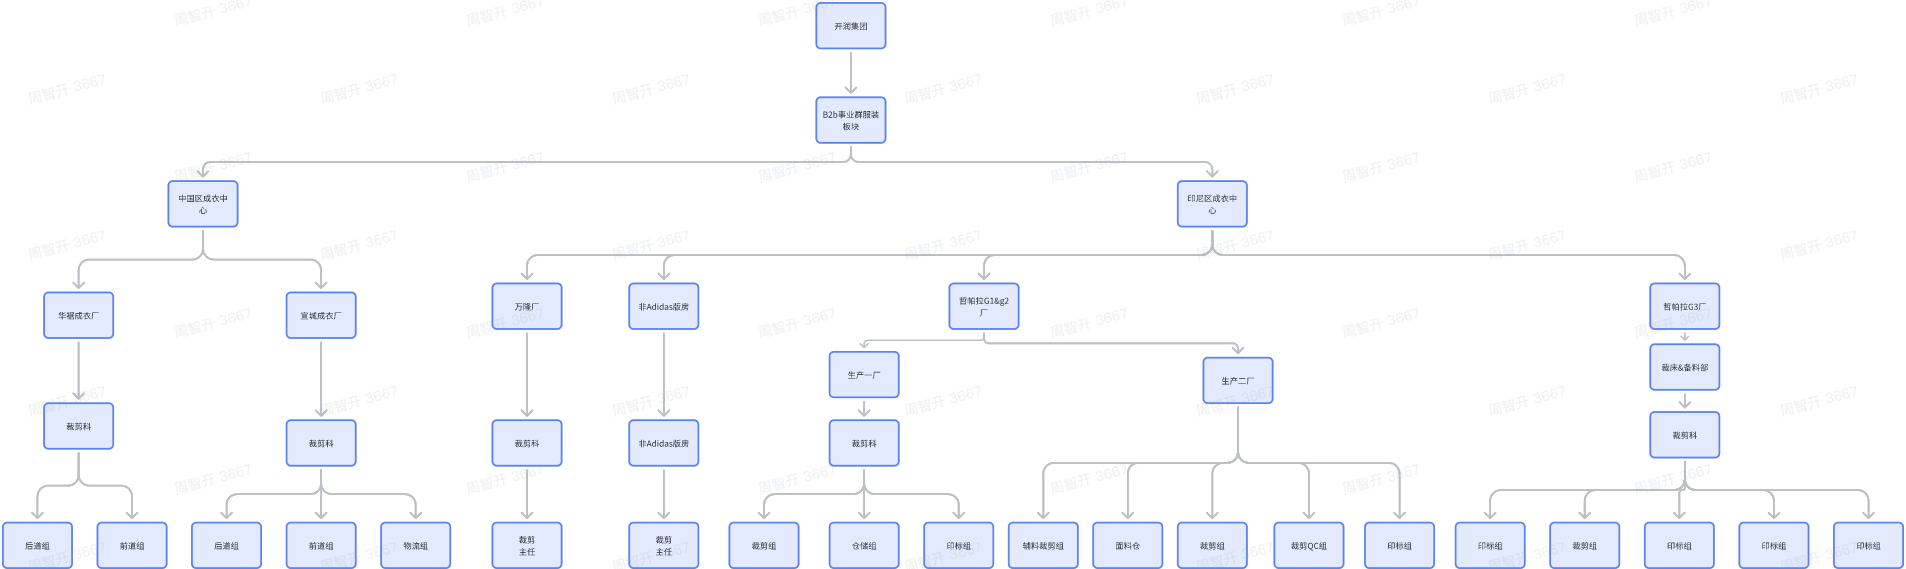 开润集团
B2b事业群服装
板块
中国区成衣中
心
印尼区成衣中
心
华裾成衣厂
宣城成衣厂
万隆厂
非Adidas版房
哲帕拉G1&g2
厂
哲帕拉G3厂
生产一厂
生产二厂
裁床&备料部
裁剪科
裁剪科
裁剪科
非Adidas版房
裁剪科
裁剪科
后道组
前道组
后道组
前道组
物流组
裁剪
主任
裁剪
主任
裁剪组
仓储组
印标组
辅料裁剪组
面料仓
裁剪组
裁剪QC组
印标组
印标组
裁剪组
印标组
印标组
印标组
周智开 3667